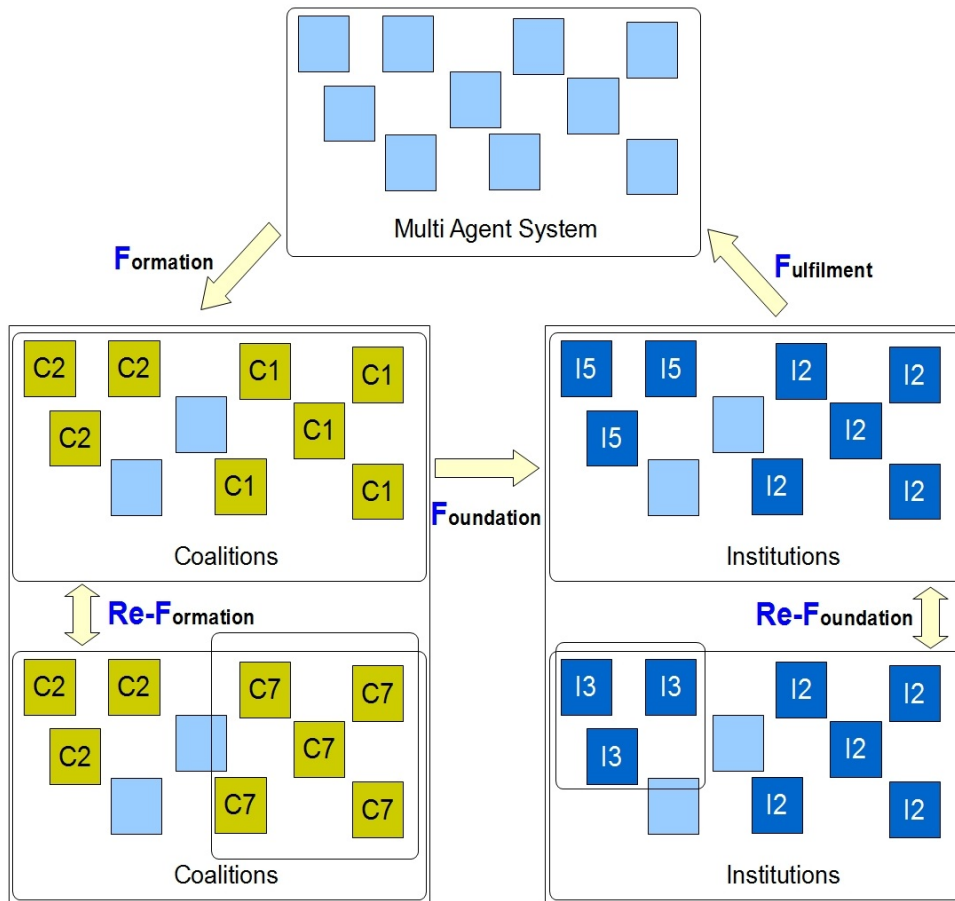 Multi Agent System
Formation
Fulfilment
C2 C2 C1 C1
C2 C1
C1 C1
Coalitions
Foundation
I5 I5 I2 I2
I5 I2
I2 I2
Institutions
Re-Formation
Re-Foundation
C2 C2 C7 C7
C2 C7
C7 C7
Coalitions
I3 I3 I2 I2
I3 I2
I2 I2
Institutions